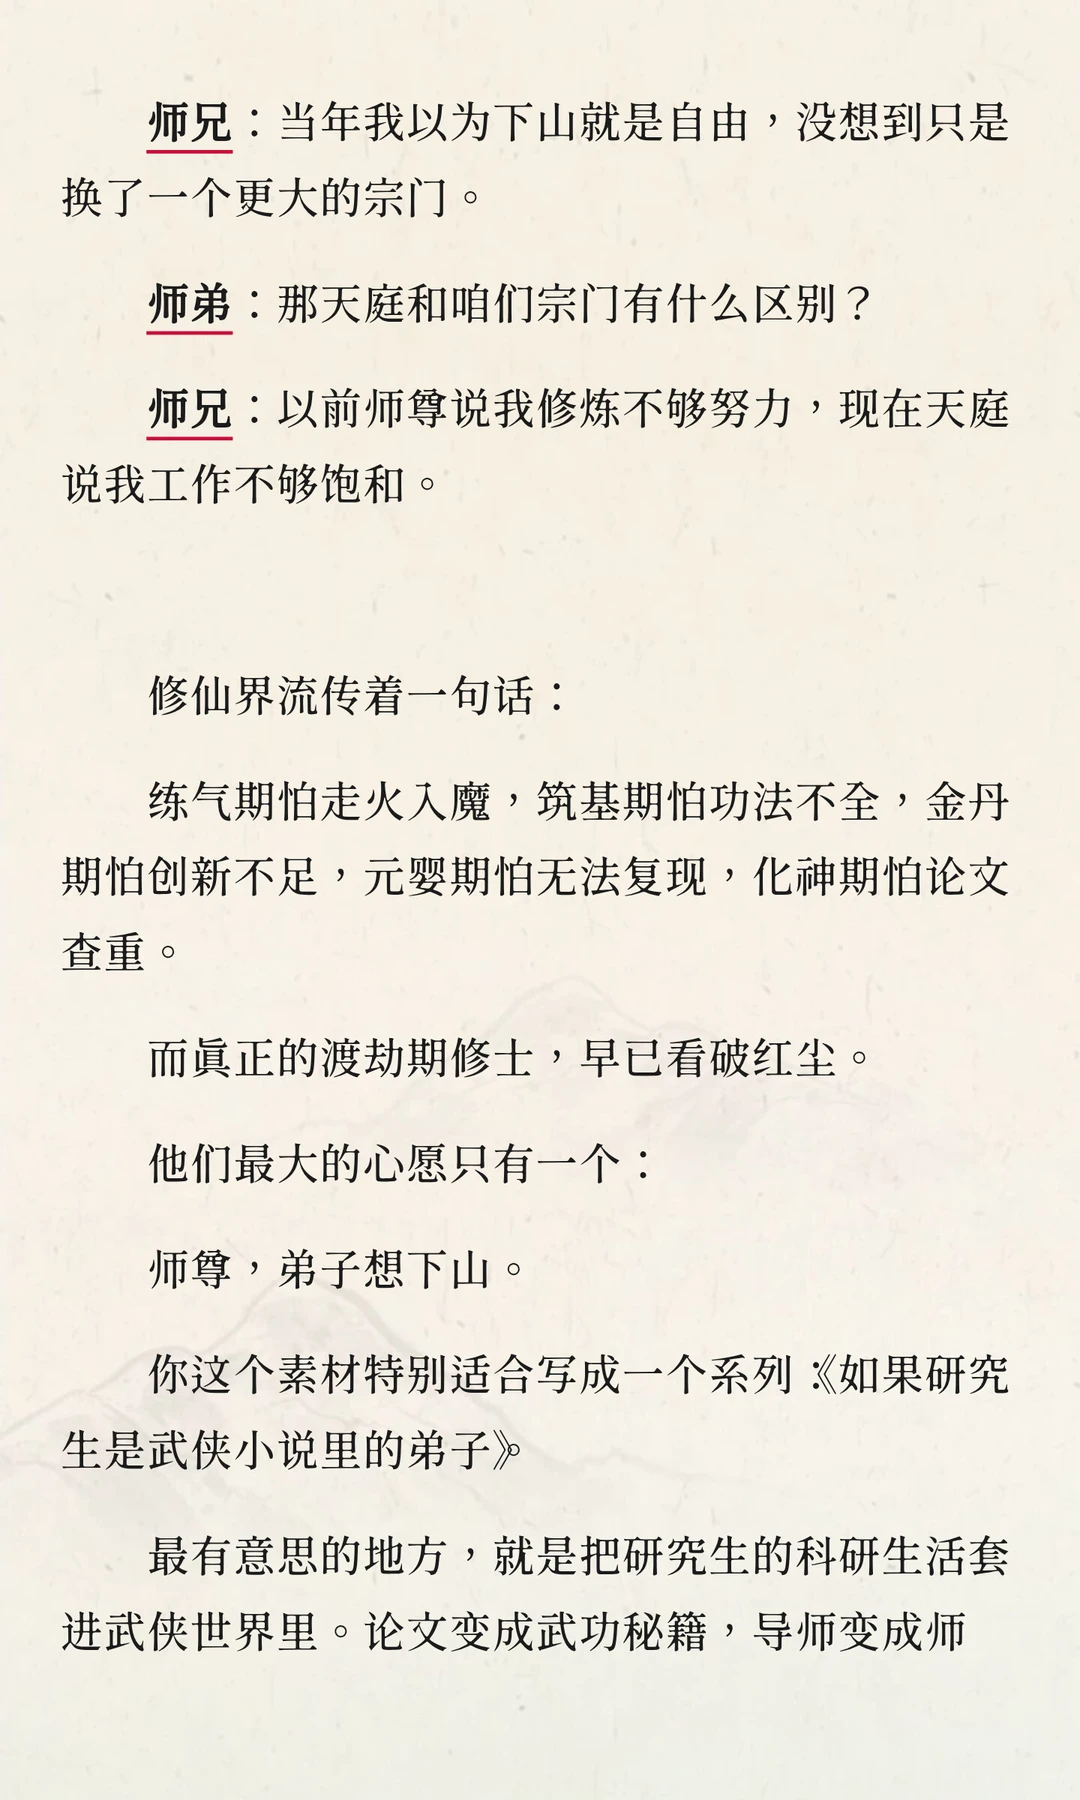 师兄：当年我以为下山就是自由，没想到只是
换了一个更大的宗门。
师弟：那天庭和咱们宗门有什么区别？
师兄：以前师尊说我修炼不够努力，现在天庭
说我工作不够饱和。
修仙界流传着一句话：
练气期怕走火入魔，筑基期怕功法不全，金丹
期怕创新不足，元婴期怕无法复现，化神期怕论文
查重。
而眞正的渡劫期修士，早已看破红尘。
他们最大的心愿只有一个：
师尊，弟子想下山。
你这个素材特别适合写成一个系列：《如果研究
生是武侠小说里的弟子》。
最有意思的地方，就是把研究生的科研生活套
进武侠世界里。论文变成武功秘籍，导师变成师